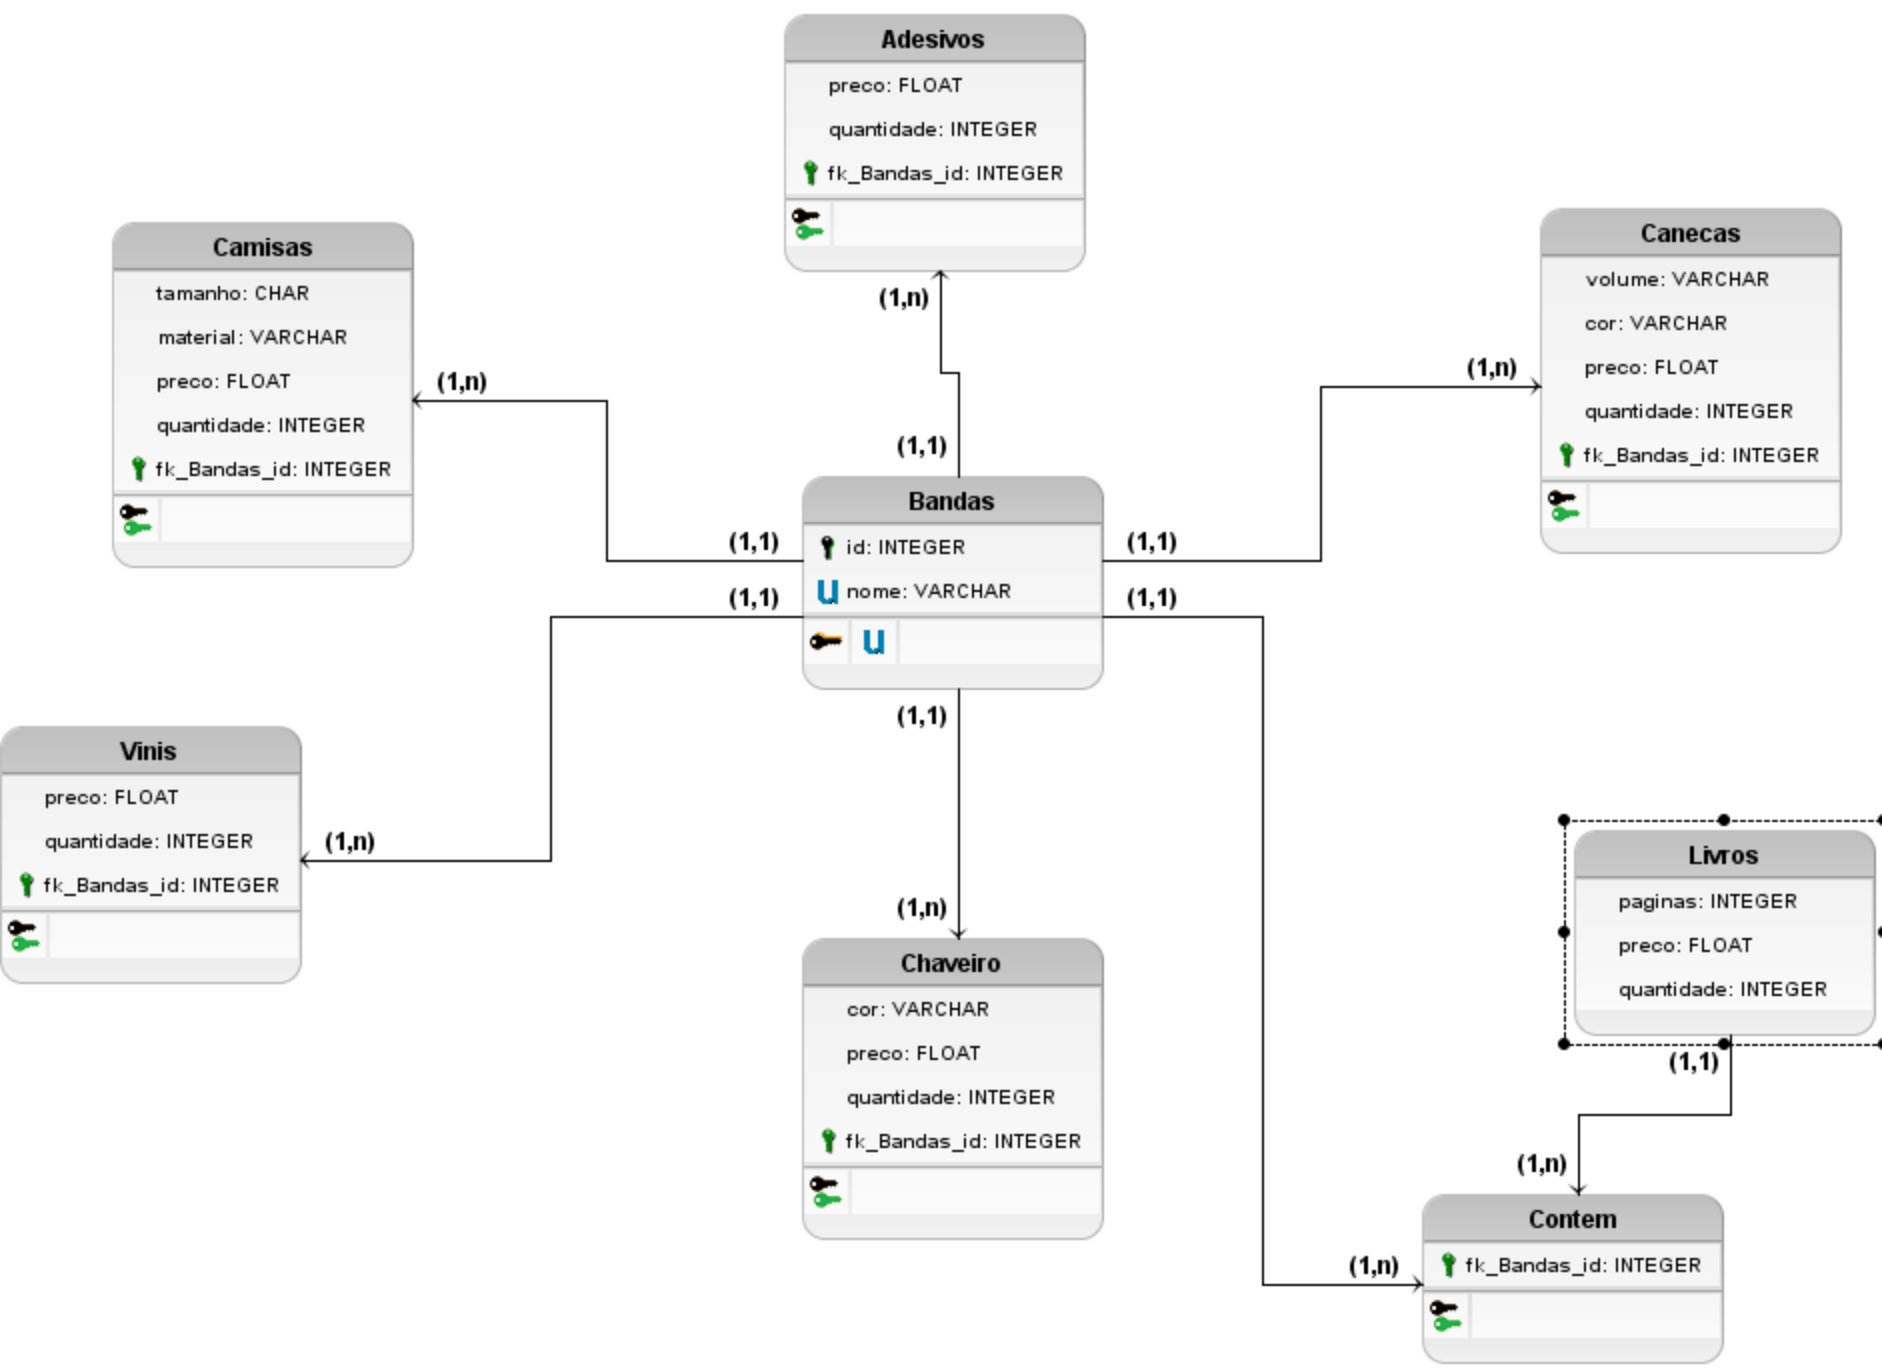 Adesivos
preco: FLOAT
quantidade: INTEGER
fk_Bandas_id: INTEGER
(1,n)
(1,1)
Camisas
tamanho: CHAR
material: VARCHAR
preco: FLOAT
quantidade: INTEGER
fk_Bandas_id: INTEGER
(1,n)
(1,1)
Canecas
volume: VARCHAR
cor: VARCHAR
preco: FLOAT
quantidade: INTEGER
fk_Bandas_id: INTEGER
(1,n)
(1,1)
Bandas
id: INTEGER
U nome: VARCHAR
U
(1,1)
(1,1)
(1,1)
Vinis
preco: FLOAT
quantidade: INTEGER
fk_Bandas_id: INTEGER
(1,n)
(1,n)
Chaveiro
cor: VARCHAR
preco: FLOAT
quantidade: INTEGER
fk_Bandas_id: INTEGER
Livros
paginas: INTEGER
preco: FLOAT
quantidade: INTEGER
(1,1)
(1,n)
(1,n)
Contem
fk_Bandas_id: INTEGER